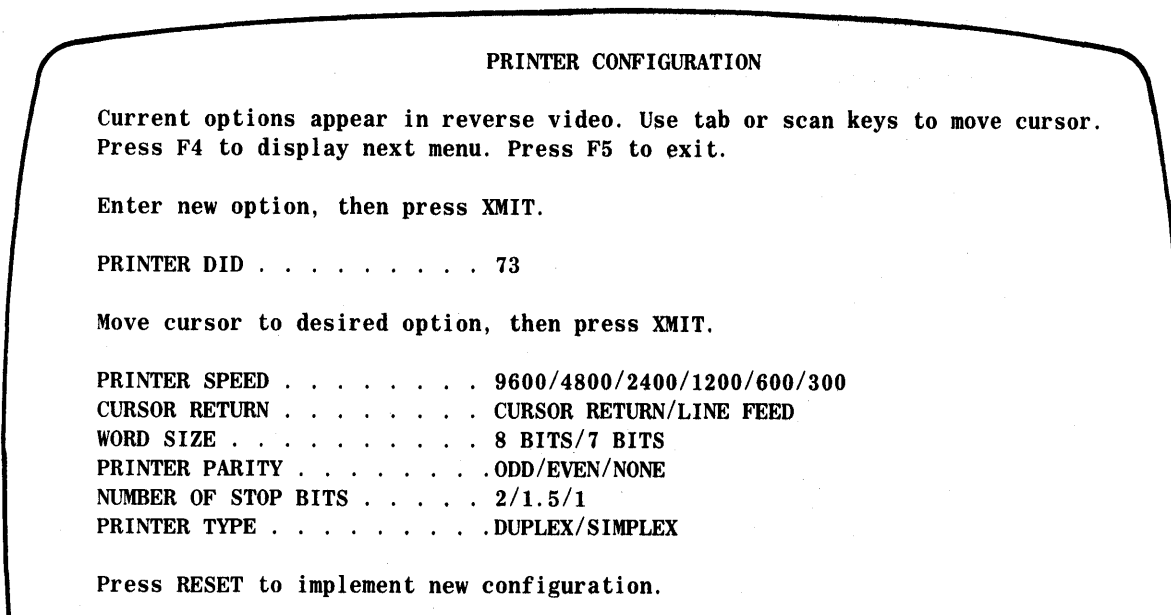 PRINTER CONFIGURATION
Current options appear in reverse video. Use tab or scan keys to move cursor.
Press F4 to display next menu. Press F5 to exit.
Enter new option, then press XMIT.
PRINTER DID . . . . . . . . . 73
Move cursor to desired option, then press XMIT.
PRINTER SPEED . . . . . . . . 9600/4800/2400/1200/600/300
CURSOR RETURN . . . . . . . . CURSOR RETURN/LINE FEED
WORD SIZE . . . . . . . . . . 8 BITS/7 BITS
PRINTER PARITY . . . . . . . .ODD/EVEN/NONE
NUMBER OF STOP BITS . . . . . 2/1.5/1
PRINTER TYPE . . . . . . . . .DUPLEX/SIMPLEX
Press RESET to implement new configuration.